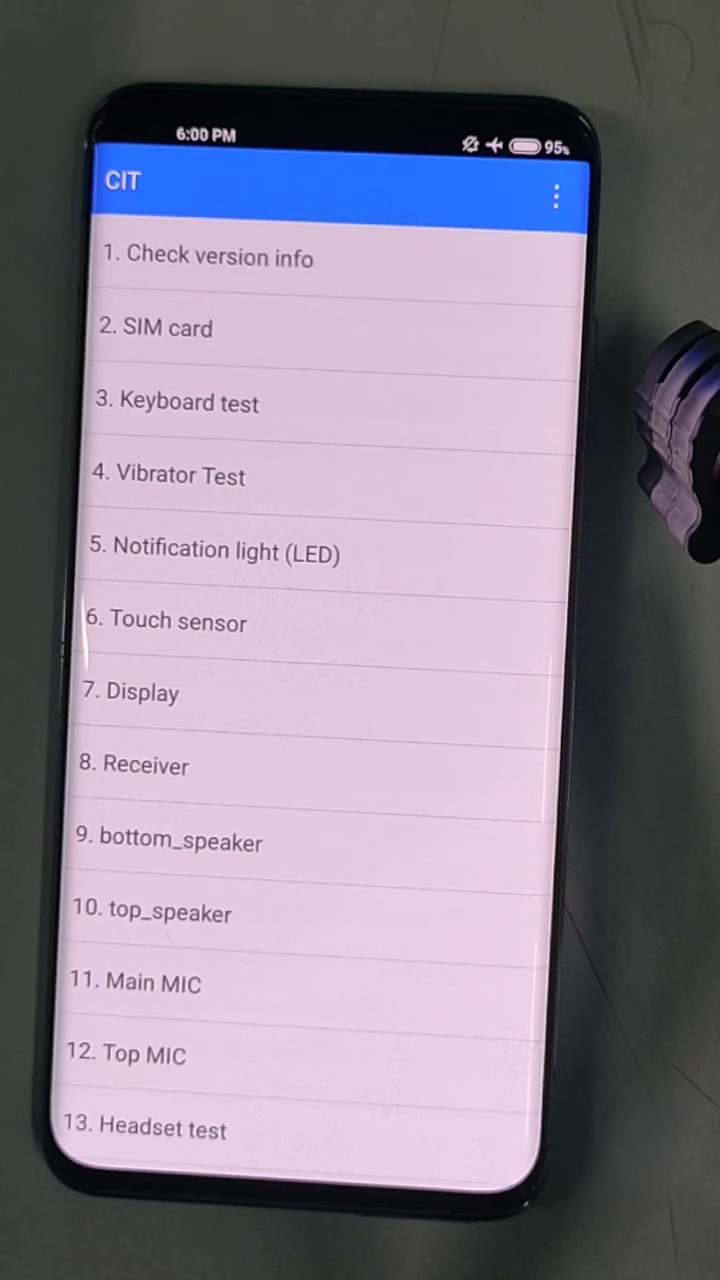 6:00 PM
95%
CIT
1. Check version info
2. SIM card
3. Keyboard test
4. Vibrator Test
5. Notification light (LED)
6. Touch sensor
7. Display
8. Receiver
9. bottom_speaker
10. top_speaker
11. Main MIC
12. Top MIC
13. Headset test